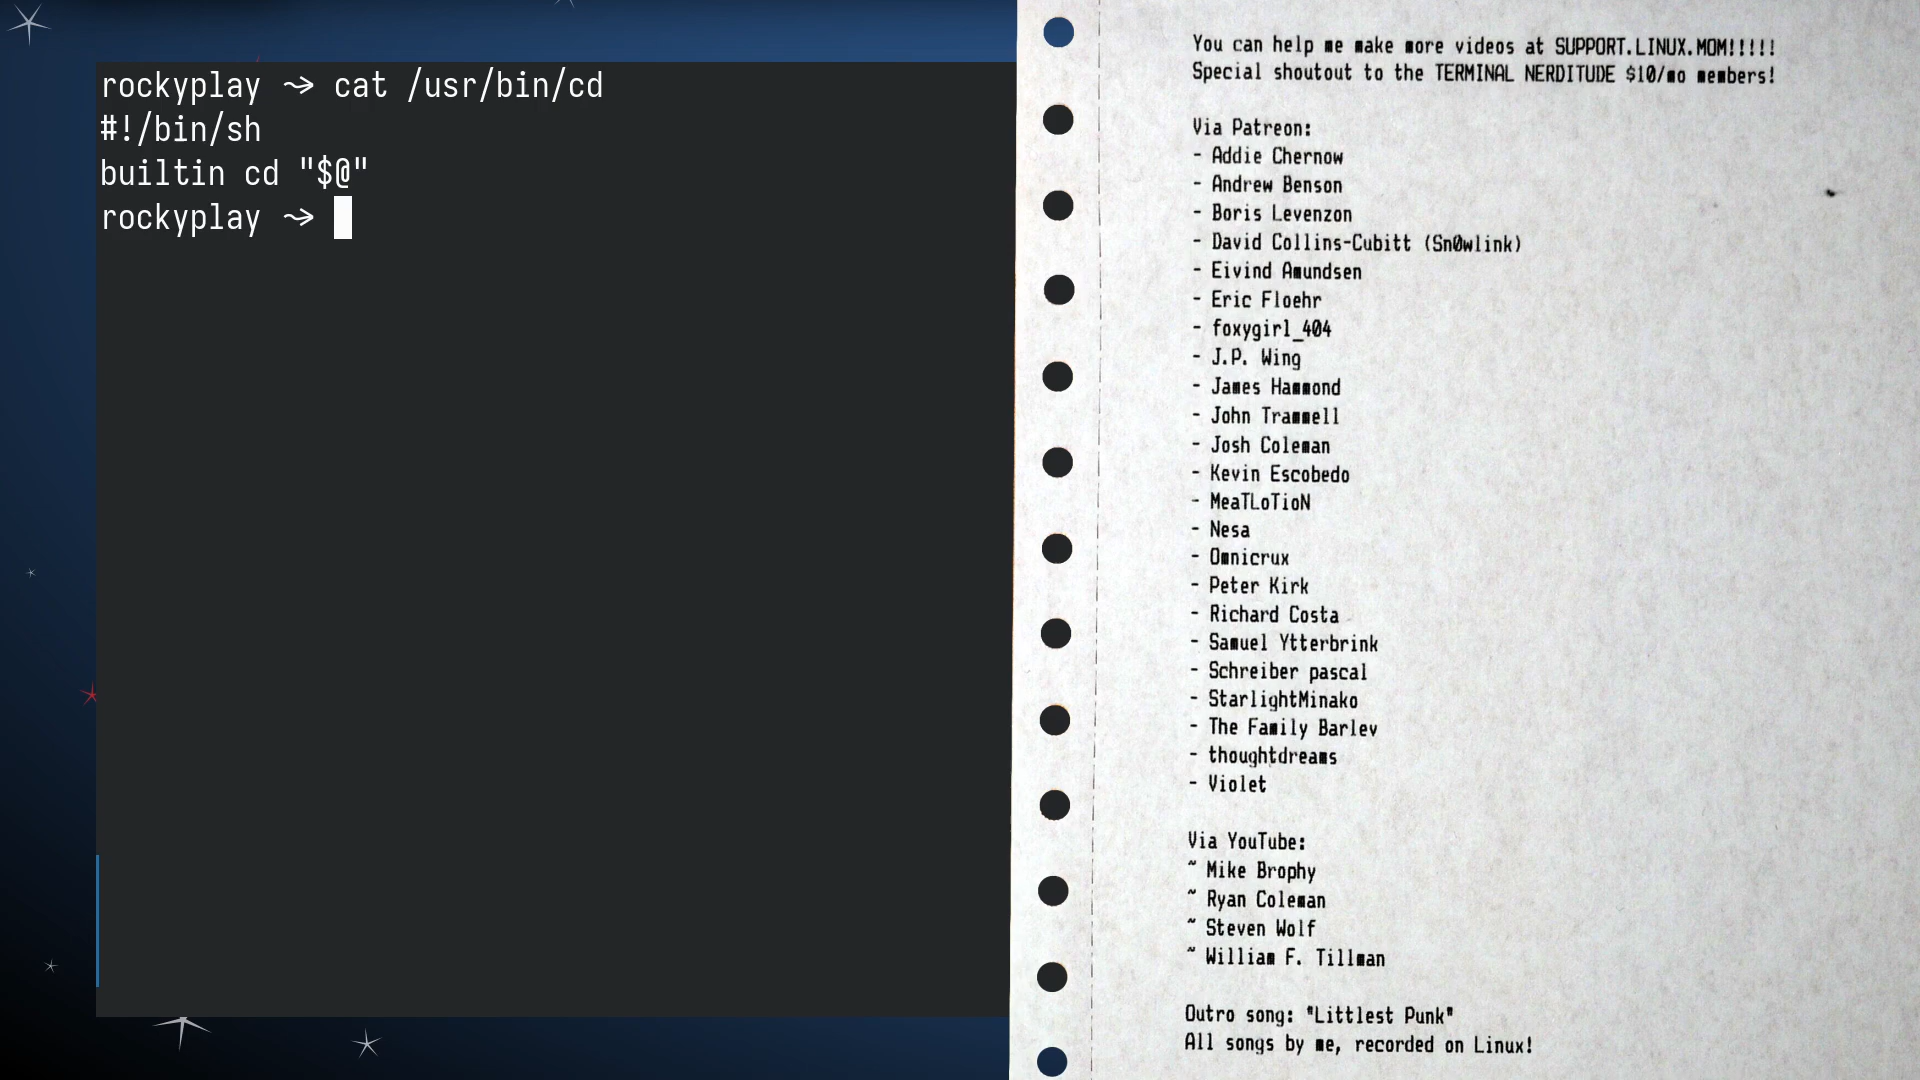 rockyplay ~> cat /usr/bin/cd
#!/bin/sh
builtin cd "$@"
rockyplay ~>
You can help me make more videos at SUPPORT.LINUX.MOM!!!!!
Special shoutout to the TERMINAL NERDITUDE $10/mo members!
Via Patreon:
- Addie Chernow
- Andrew Benson
- Boris Levenzon
- David Collins-Cubitt (Sn0wlink)
- Eivind Amundsen
- Eric Floehr
- foxygirl_404
- J.P. Wing
- James Hammond
- John Trammell
- Josh Coleman
- Kevin Escobedo
- MeaTLoTioN
- Nesa
- Omnicrux
- Peter Kirk
- Richard Costa
- Samuel Ytterbrink
- Schreiber pascal
- StarlightMinako
- The Family Barlev
- thoughtdreams
- Violet
Via YouTube:
~ Mike Brophy
~ Ryan Coleman
~ Steven Wolf
~ William F. Tillman
Outro song: "Littlest Punk"
All songs by me, recorded on Linux!